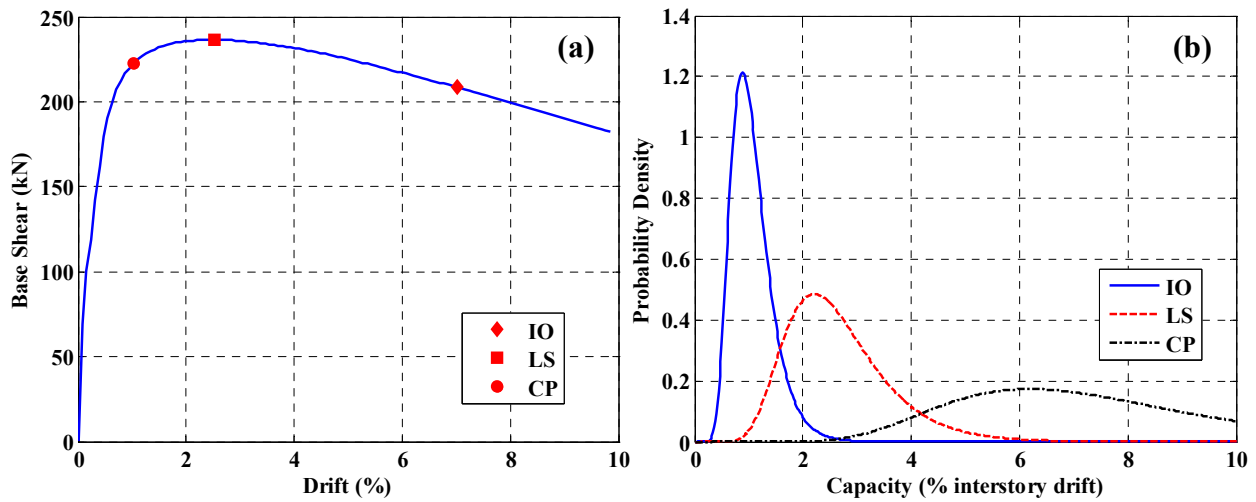 (a)
Base Shear (kN)
250
200
150
100
50
0
0 2 4 6 8 10
Drift (%)
IO
LS
CP
(b)
Probability Density
1.4
1.2
1
0.8
0.6
0.4
0.2
0
0 2 4 6 8 10
Capacity (% interstory drift)
IO
LS
CP